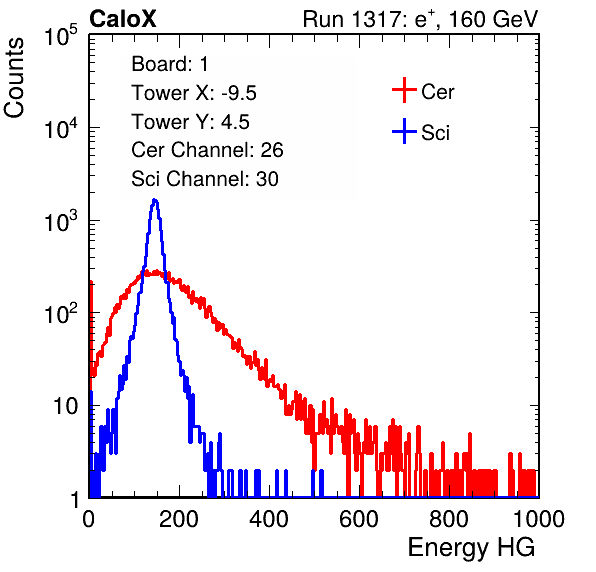 CaloX Run 1317: e⁺, 160 GeV
Counts
10⁵
10⁴
10³
10²
10
1
Board: 1
Tower X: -9.5
Tower Y: 4.5
Cer Channel: 26
Sci Channel: 30
Cer
Sci
0 200 400 600 800 1000
Energy HG